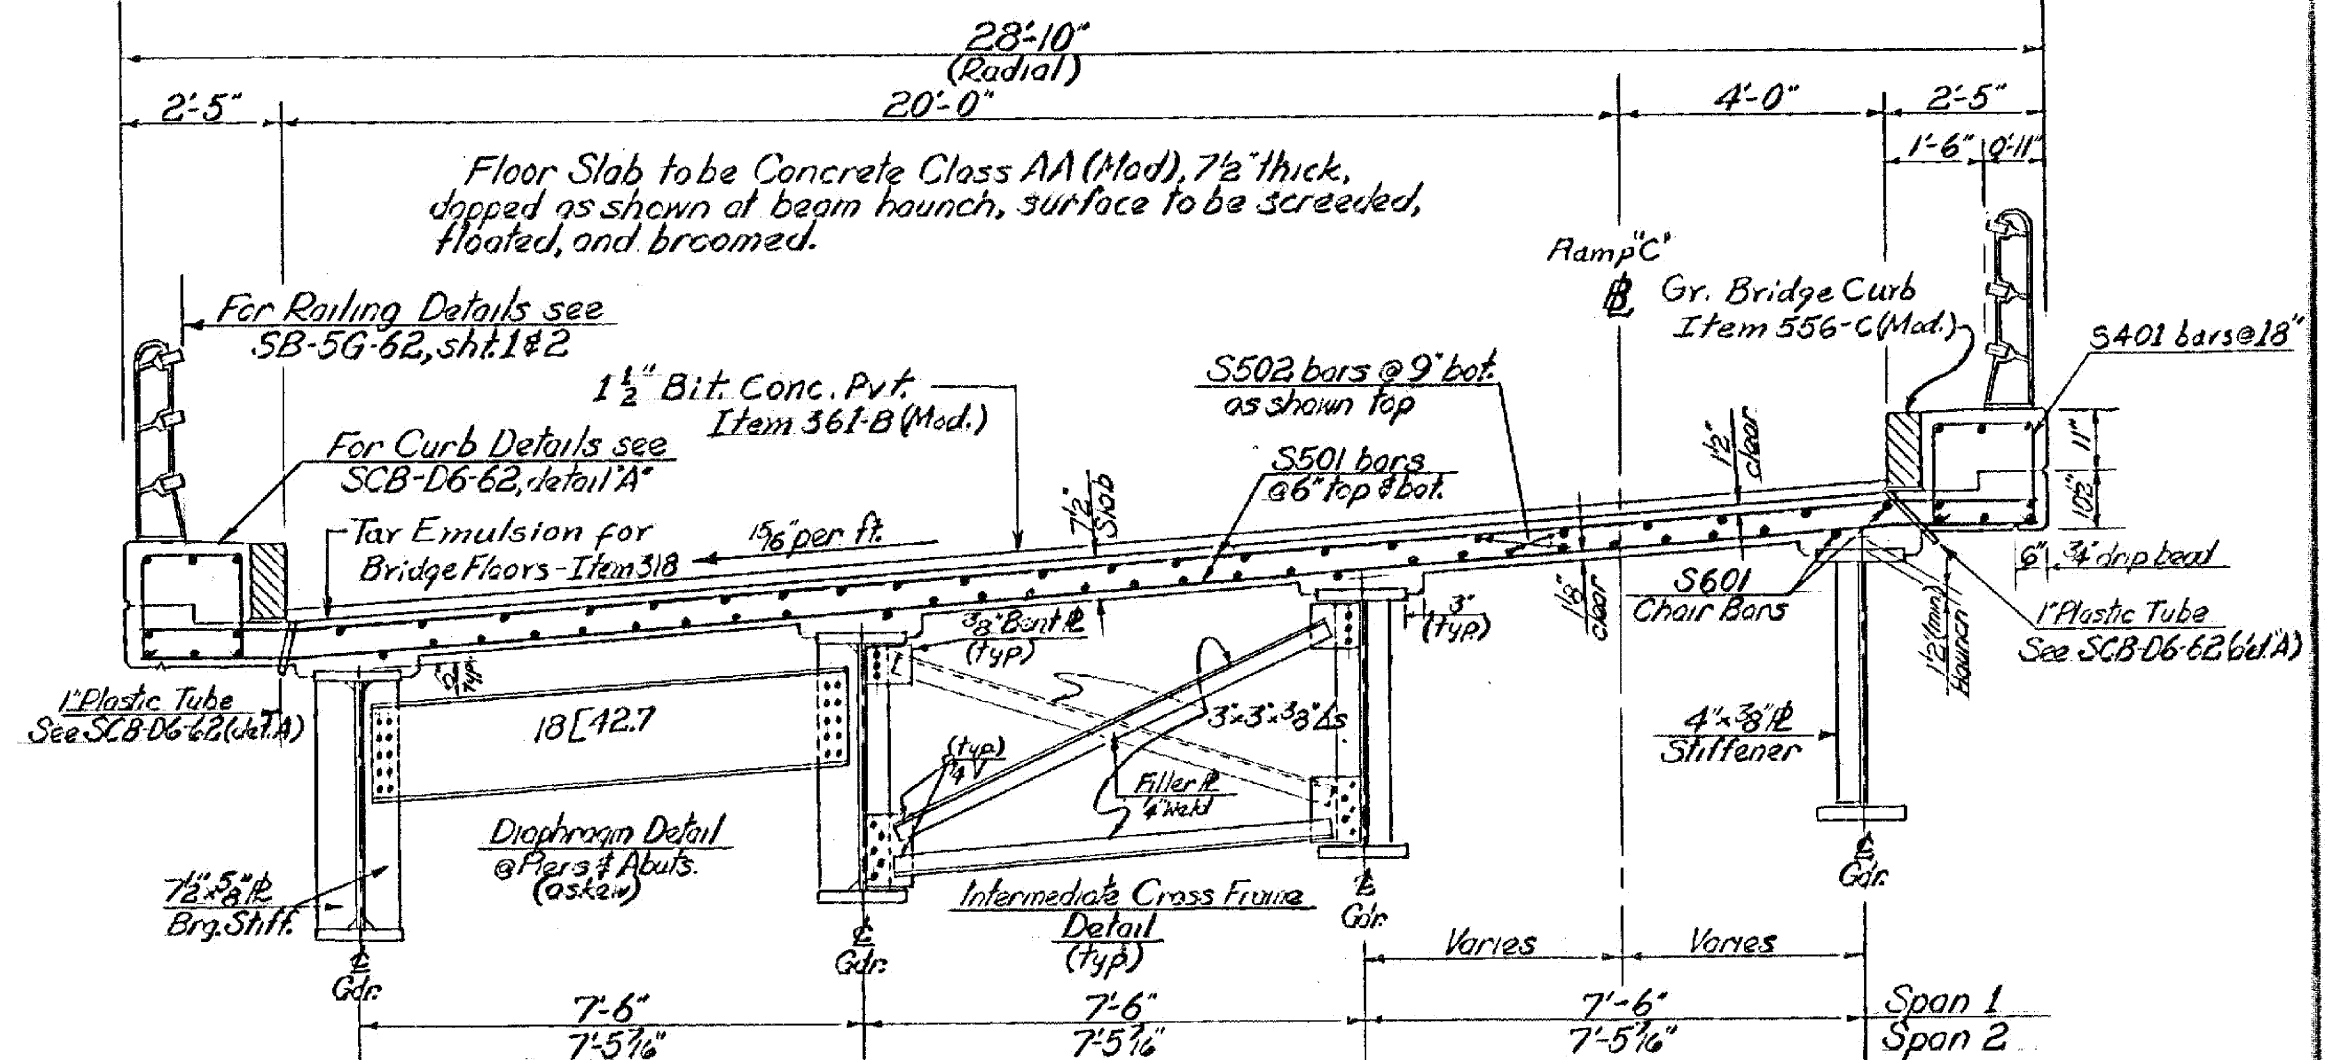 28'-10"
(Radial)
2'-5"
20'-0"
4'-0"
2'-5"
1'-6"
0'-11"
Floor Slab to be Concrete Class AA (Mod), 7½" thick,
dapped as shown at beam haunch, surface to be screeded,
floated, and broomed.
Ramp "C"
Gr. Bridge Curb
Item 556-C (Mod.)
For Railing Details see
SB-5G-62, sht. 1 & 2
S401 bars @ 18"
1½" Bit. Conc. Pvt.
Item 361-B (Mod.)
S502 bars @ 9" bot.
as shown top
For Curb Details see
SCB-D6-62, detail "A"
S501 bars
@ 6" top & bot.
1½"
clear
11"
10½"
7½"
Slab
Tar Emulsion for
Bridge Floors - Item 318
15/16" per ft.
6"
¾" drip bead
S601
Chair Bars
1⅛"
clear
3"
(typ)
⅜" Bent ℞
(typ)
1½" (min.)
Haunch
1" Plastic Tube
See SCB-D6-62 (det. A)
2"
Typ.
1" Plastic Tube
See SCB-D6-62 (det. A)
18 [ 42.7
3" x 3" x ⅜" Ls
4" x ⅜" ℞
Stiffener
(typ)
¼ V
Filler ℞
¼" Weld
Diaphragm Detail
@ Piers & Abuts.
(askew)
7½" x ⅝" ℞
Brg. Stiff.
Intermediate Cross Frame
Detail
(typ)
℄
Gdr.
℄
Gdr.
℄
Gdr.
℄
Gdr.
Varies
Varies
7'-6"
7'-6"
7'-6"
Span 1
7'-5 7/16"
7'-5 7/16"
7'-5 7/16"
Span 2